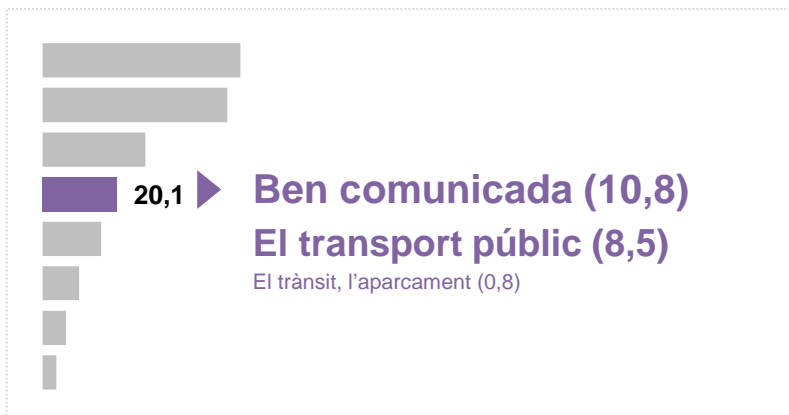 20,1
Ben comunicada (10,8)
El transport públic (8,5)
El trànsit, l’aparcament (0,8)